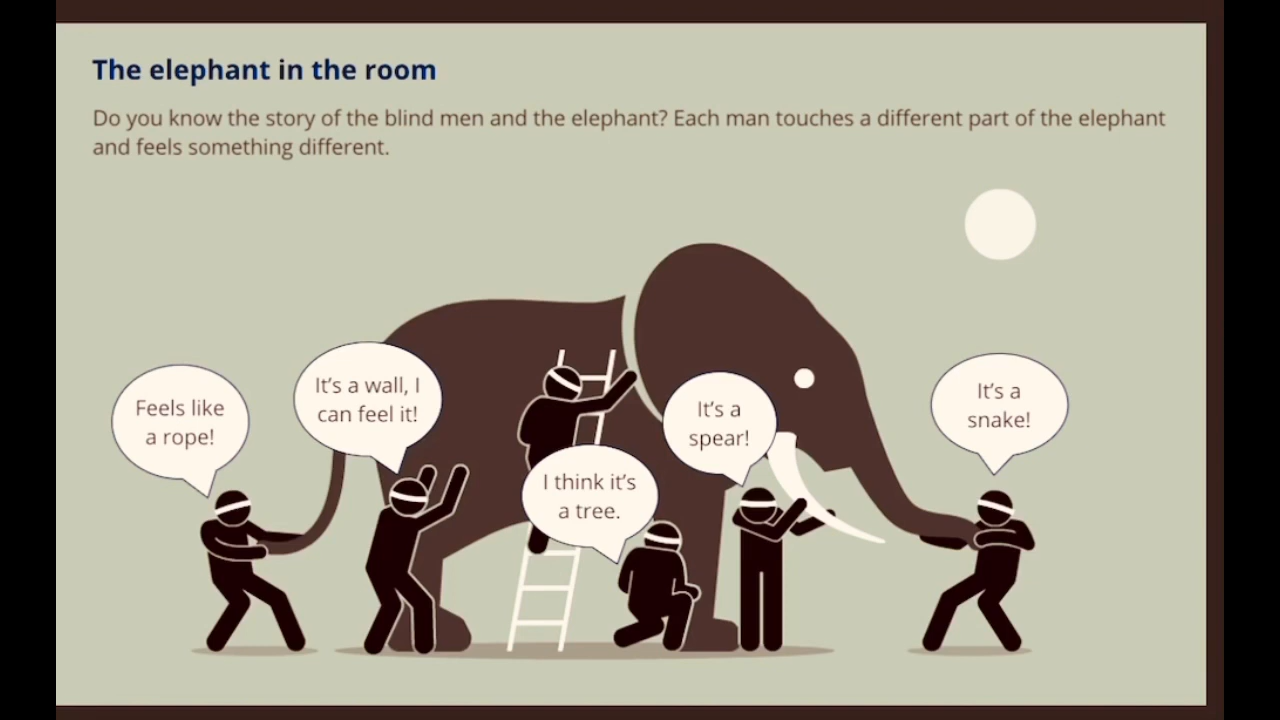 The elephant in the room
Do you know the story of the blind men and the elephant? Each man touches a different part of the elephant
and feels something different.
Feels like
a rope!
It's a wall, I
can feel it!
I think it's
a tree.
It's a
spear!
It's a
snake!